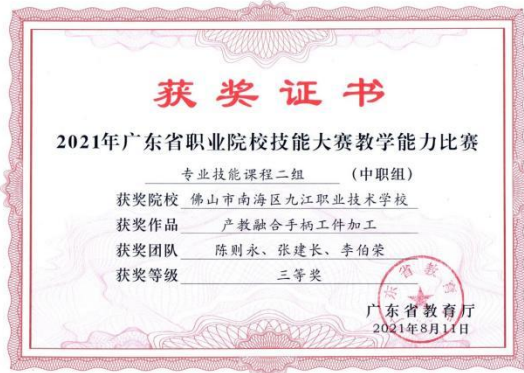 获奖证书
2021年广东省职业院校技能大赛教学能力比赛
专业技能课程二组 （中职组）
获奖院校 佛山市南海区九江职业技术学校
获奖作品 产教融合手柄工件加工
获奖团队 陈则永、张建长、李伯荣
获奖等级 三等奖
广东省教育厅
2021年8月11日